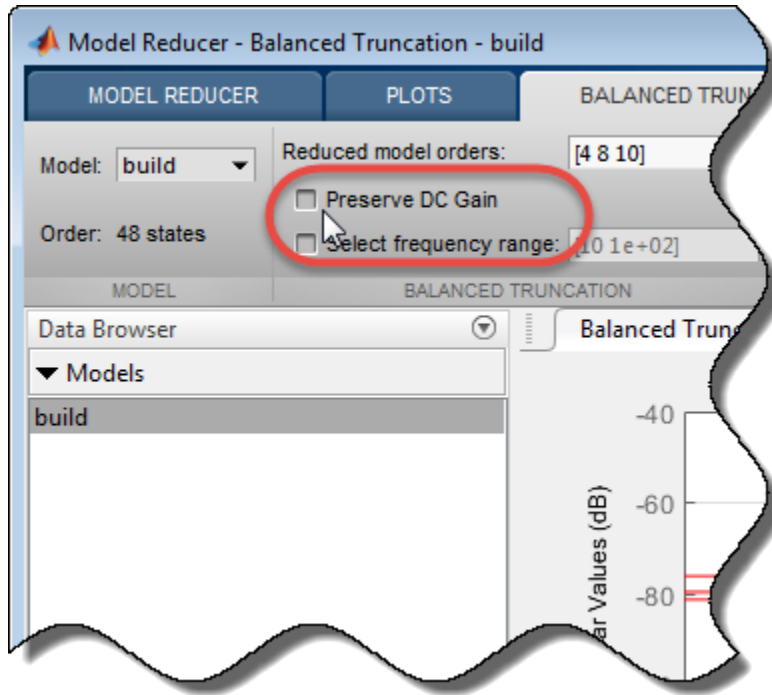 Model Reducer - Balanced Truncation - build
MODEL REDUCER PLOTS BALANCED TRUN
Model: build Reduced model orders: [4 8 10]
Preserve DC Gain
Order: 48 states Select frequency range: [10 1e+02]
MODEL BALANCED TRUNCATION
Data Browser Balanced Trunc
Models
build
-40
-60
-80
ar Values (dB)